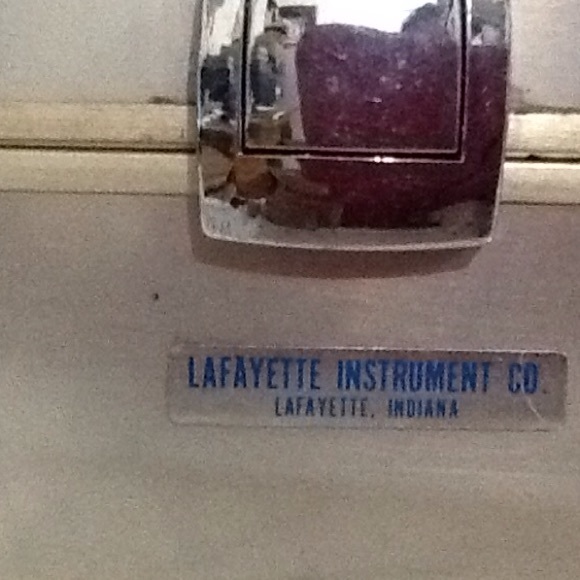 LAFAYETTE INSTRUMENT CO.
LAFAYETTE, INDIANA